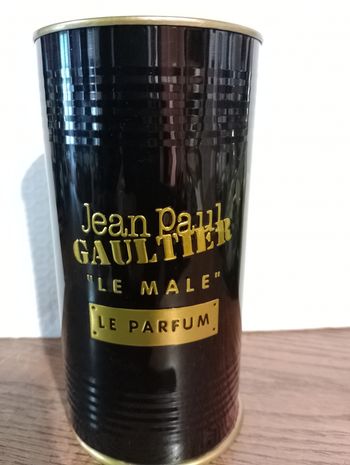 Jean Paul
GAULTIER
"LE MALE"
LE PARFUM